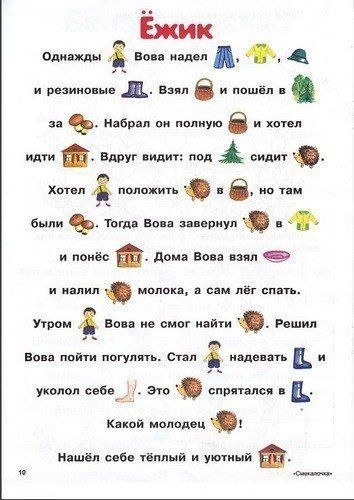 Ёжик
Однажды Вова надел , ,
и резиновые . Взял и пошёл в
за . Набрал он полную и хотел
идти . Вдруг видит: под сидит .
Хотел положить в , но там
были . Тогда Вова завернул в
и понёс . Дома Вова взял
и налил молока, а сам лёг спать.
Утром Вова не смог найти . Решил
Вова пойти погулять. Стал надевать и
уколол себе . Это спрятался в .
Какой молодец !
Нашёл себе тёплый и уютный .
10 «Смекалочка»